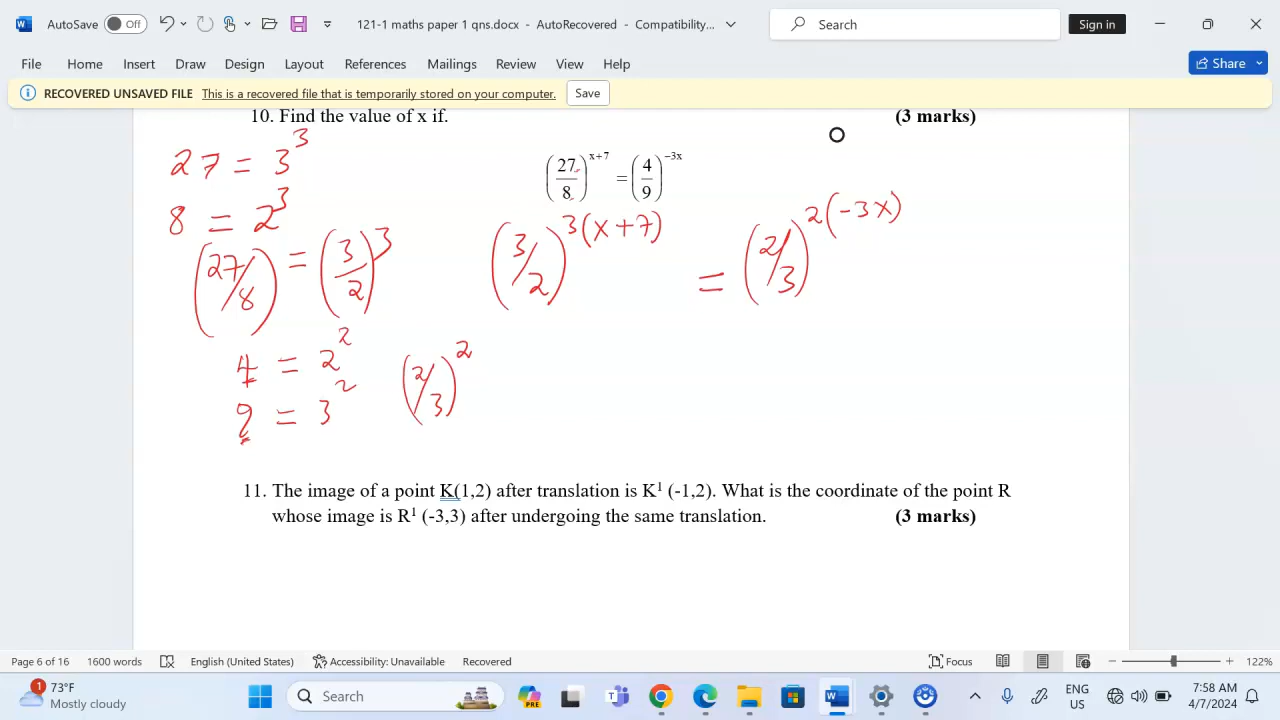 AutoSave Off 121-1 maths paper 1 qns.docx - AutoRecovered - Compatibility... Search Sign in
File Home Insert Draw Design Layout References Mailings Review View Help Share
RECOVERED UNSAVED FILE This is a recovered file that is temporarily stored on your computer. Save
10. Find the value of x if. (3 marks)
27 = 3^3
(27/8)^(x+7) = (4/9)^(-3x)
8 = 2^3
(27/8) = (3/2)^3
(3/2)^3(x+7) = (2/3)^2(-3x)
4 = 2^2
9 = 3^2
(2/3)^2
11. The image of a point K(1,2) after translation is K¹ (-1,2). What is the coordinate of the point R
whose image is R¹ (-3,3) after undergoing the same translation. (3 marks)
Page 6 of 16 1600 words English (United States) Accessibility: Unavailable Recovered Focus 122%
1 73°F Search PRE ENG 7:58 AM
Mostly cloudy US 4/7/2024